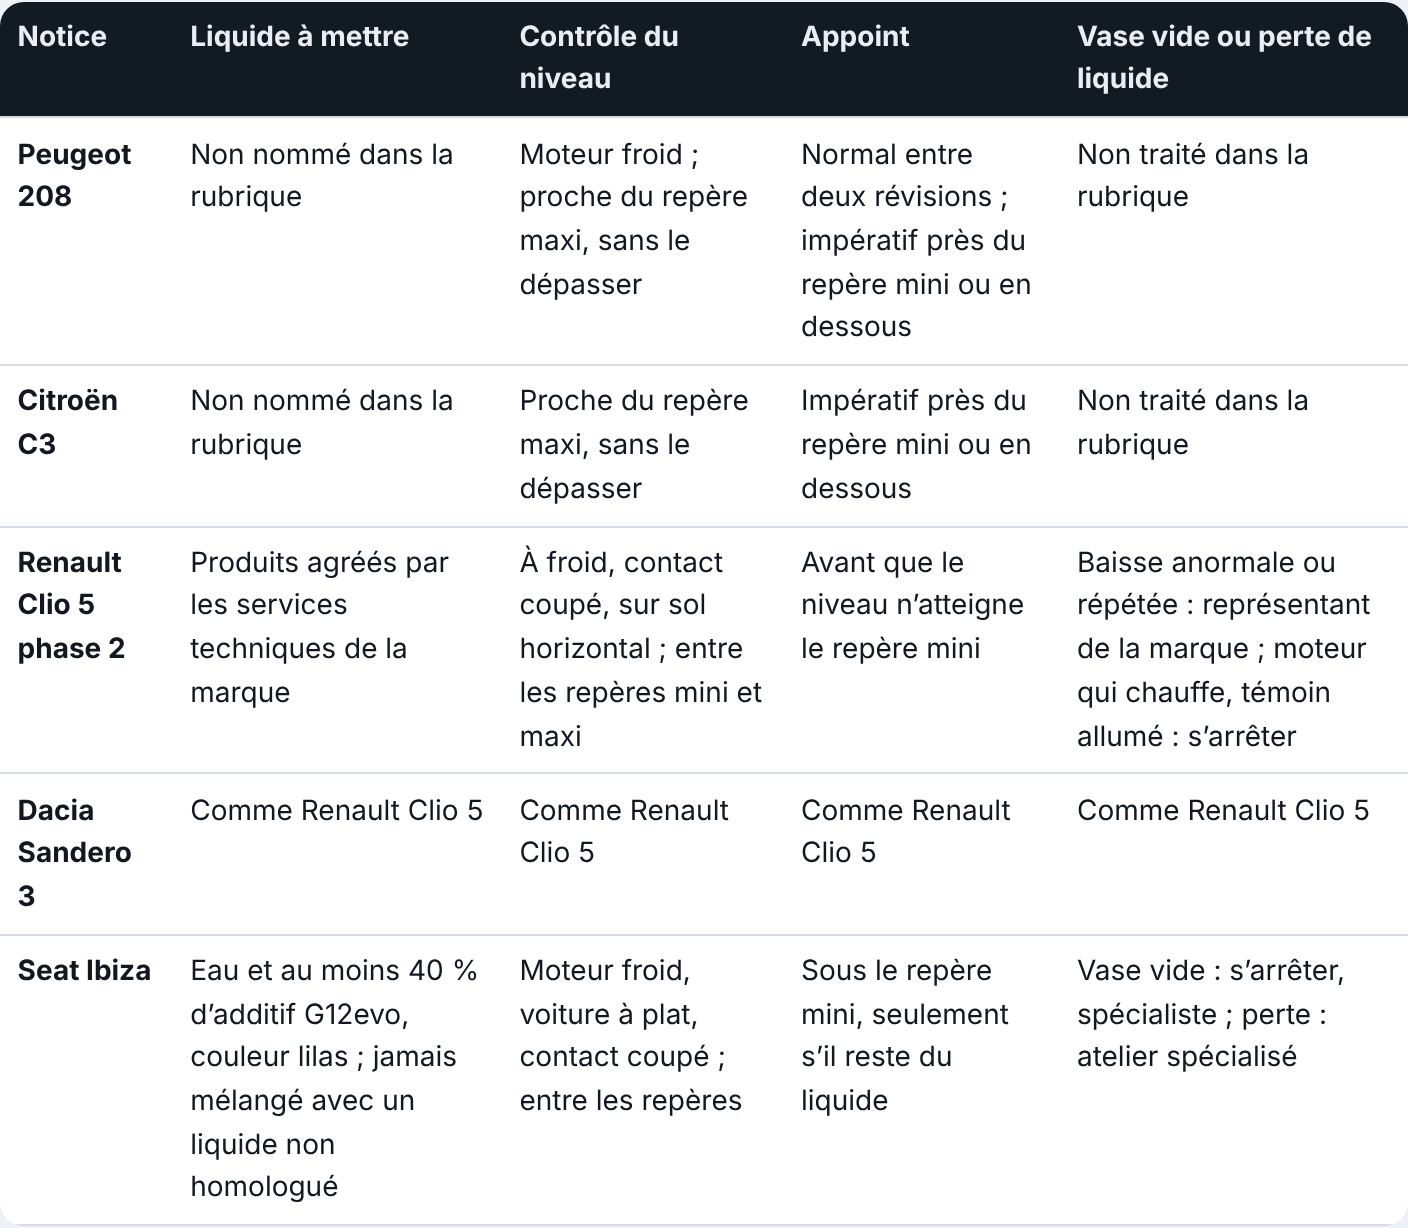 Notice
Liquide à mettre
Contrôle du
niveau
Appoint
Vase vide ou perte de
liquide
Peugeot
208
Non nommé dans la
rubrique
Moteur froid ;
proche du repère
maxi, sans le
dépasser
Normal entre
deux révisions ;
impératif près du
repère mini ou en
dessous
Non traité dans la
rubrique
Citroën
C3
Non nommé dans la
rubrique
Proche du repère
maxi, sans le
dépasser
Impératif près du
repère mini ou en
dessous
Non traité dans la
rubrique
Renault
Clio 5
phase 2
Produits agréés par
les services
techniques de la
marque
À froid, contact
coupé, sur sol
horizontal ; entre
les repères mini et
maxi
Avant que le
niveau n’atteigne
le repère mini
Baisse anormale ou
répétée : représentant
de la marque ; moteur
qui chauffe, témoin
allumé : s’arrêter
Dacia
Sandero
3
Comme Renault Clio 5
Comme Renault
Clio 5
Comme Renault
Clio 5
Comme Renault Clio 5
Seat Ibiza
Eau et au moins 40 %
d’additif G12evo,
couleur lilas ; jamais
mélangé avec un
liquide non
homologué
Moteur froid,
voiture à plat,
contact coupé ;
entre les repères
Sous le repère
mini, seulement
s’il reste du
liquide
Vase vide : s’arrêter,
spécialiste ; perte :
atelier spécialisé